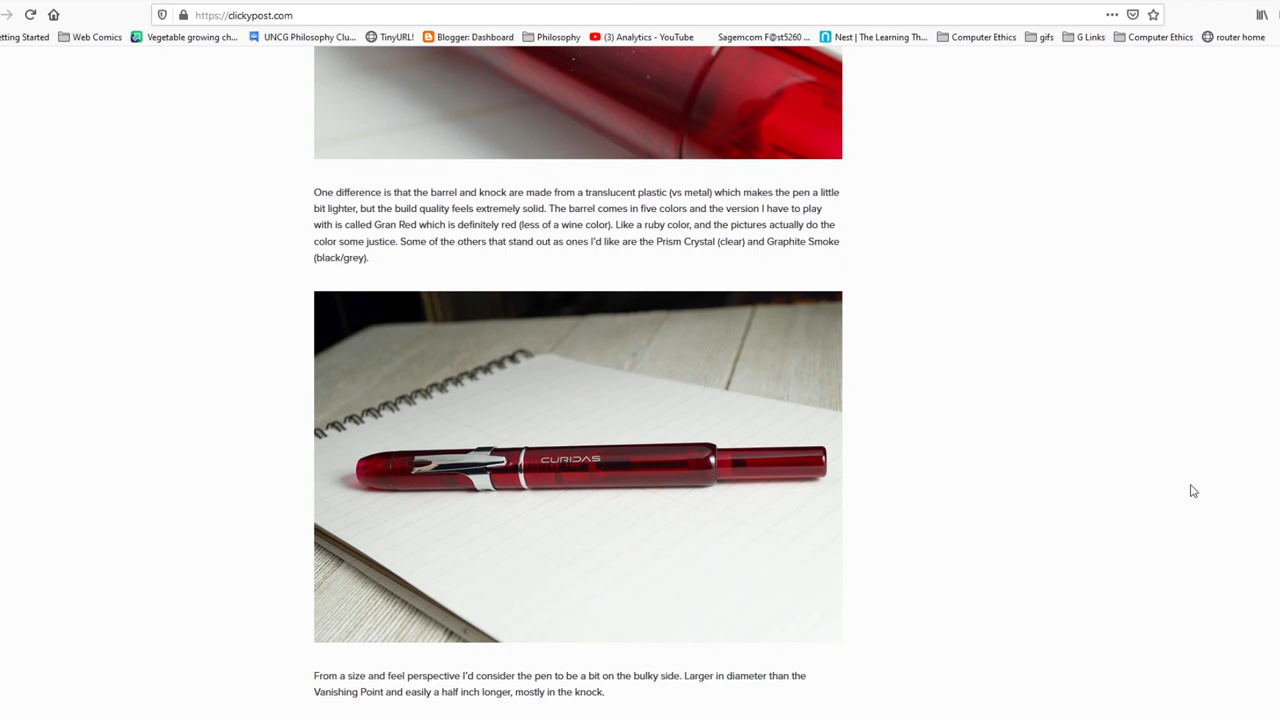 https://clickypost.com
etting Started Web Comics Vegetable growing ch... UNCG Philosophy Clu... TinyURL! Blogger: Dashboard Philosophy (3) Analytics - YouTube Sagemcom F@st5260 ... Nest | The Learning Th... Computer Ethics gifs G Links Computer Ethics router home
One difference is that the barrel and knock are made from a translucent plastic (vs metal) which makes the pen a little
bit lighter, but the build quality feels extremely solid. The barrel comes in five colors and the version I have to play
with is called Gran Red which is definitely red (less of a wine color). Like a ruby color, and the pictures actually do the
color some justice. Some of the others that stand out as ones I'd like are the Prism Crystal (clear) and Graphite Smoke
(black/grey).
CURIDAS
From a size and feel perspective I'd consider the pen to be a bit on the bulky side. Larger in diameter than the
Vanishing Point and easily a half inch longer, mostly in the knock.